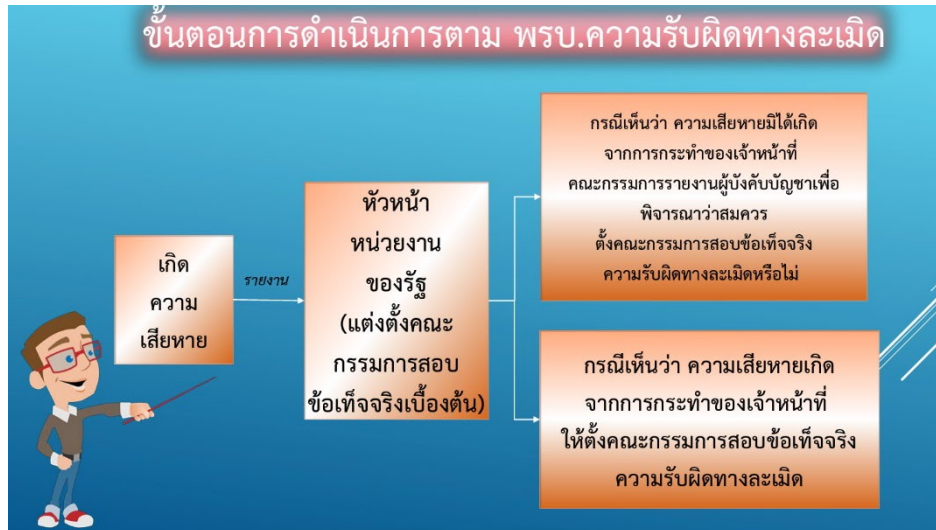 ขั้นตอนการดำเนินการตาม พรบ.ความรับผิดทางละเมิด
เกิด
ความ
เสียหาย
รายงาน
หัวหน้า
หน่วยงาน
ของรัฐ
(แต่งตั้งคณะ
กรรมการสอบ
ข้อเท็จจริงเบื้องต้น)
กรณีเห็นว่า ความเสียหายมิได้เกิด
จากการกระทำของเจ้าหน้าที่
คณะกรรมการรายงานผู้บังคับบัญชาเพื่อ
พิจารณาว่าสมควร
ตั้งคณะกรรมการสอบข้อเท็จจริง
ความรับผิดทางละเมิดหรือไม่
กรณีเห็นว่า ความเสียหายเกิด
จากการกระทำของเจ้าหน้าที่
ให้ตั้งคณะกรรมการสอบข้อเท็จจริง
ความรับผิดทางละเมิด